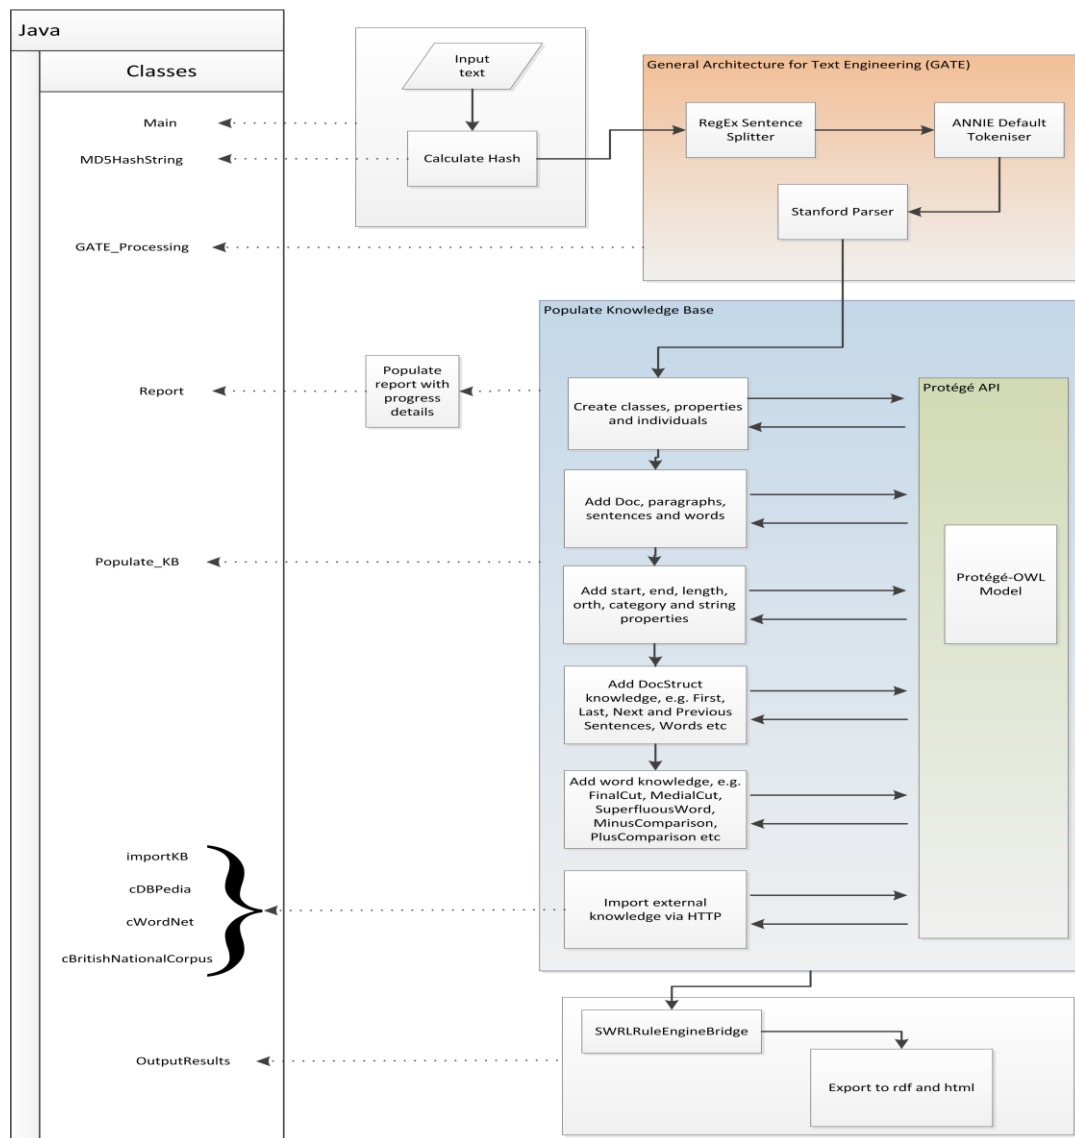 Java
Classes
Main
MD5HashString
GATE_Processing
Report
Populate_KB
importKB
cDBPedia
cWordNet
cBritishNationalCorpus
OutputResults
Input
text
Calculate Hash
General Architecture for Text Engineering (GATE)
RegEx Sentence
Splitter
ANNIE Default
Tokeniser
Stanford Parser
Populate
report with
progress
details
Populate Knowledge Base
Create classes, properties
and individuals
Add Doc, paragraphs,
sentences and words
Add start, end, length,
orth, category and string
properties
Add DocStruct
knowledge, e.g. First,
Last, Next and Previous
Sentences, Words etc
Add word knowledge, e.g.
FinalCut, MedialCut,
SuperfluousWord,
MinusComparison,
PlusComparison etc
Import external
knowledge via HTTP
Protégé API
Protégé-OWL
Model
SWRLRuleEngineBridge
Export to rdf and html